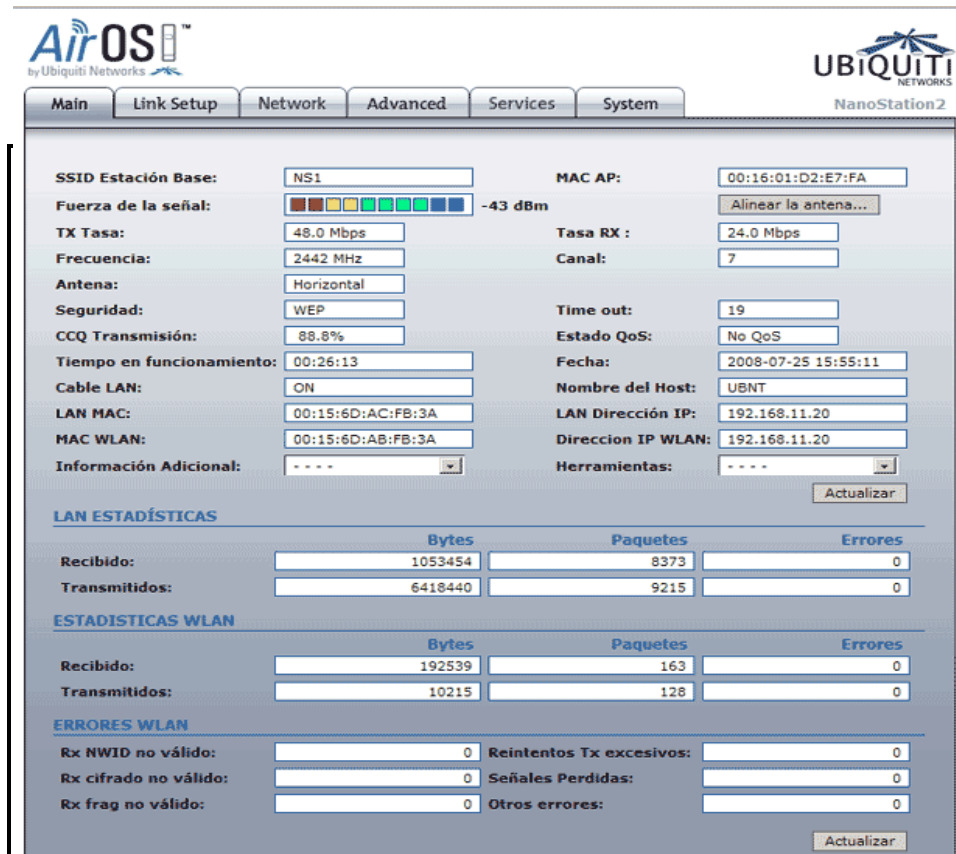 AirOS™
by Ubiquiti Networks
UBIQUITI
NETWORKS
Main Link Setup Network Advanced Services System NanoStation2
SSID Estación Base: NS1 MAC AP: 00:16:01:D2:E7:FA
Fuerza de la señal: -43 dBm Alinear la antena...
TX Tasa: 48.0 Mbps Tasa RX : 24.0 Mbps
Frecuencia: 2442 MHz Canal: 7
Antena: Horizontal
Seguridad: WEP Time out: 19
CCQ Transmisión: 88.8% Estado QoS: No QoS
Tiempo en funcionamiento: 00:26:13 Fecha: 2008-07-25 15:55:11
Cable LAN: ON Nombre del Host: UBNT
LAN MAC: 00:15:6D:AC:FB:3A LAN Dirección IP: 192.168.11.20
MAC WLAN: 00:15:6D:AB:FB:3A Direccion IP WLAN: 192.168.11.20
Información Adicional: - - - - Herramientas: - - - -
Actualizar
LAN ESTADÍSTICAS
Bytes Paquetes Errores
Recibido: 1053454 8373 0
Transmitidos: 6418440 9215 0
ESTADISTICAS WLAN
Bytes Paquetes Errores
Recibido: 192539 163 0
Transmitidos: 10215 128 0
ERRORES WLAN
Rx NWID no válido: 0 Reintentos Tx excesivos: 0
Rx cifrado no válido: 0 Señales Perdidas: 0
Rx frag no válido: 0 Otros errores: 0
Actualizar